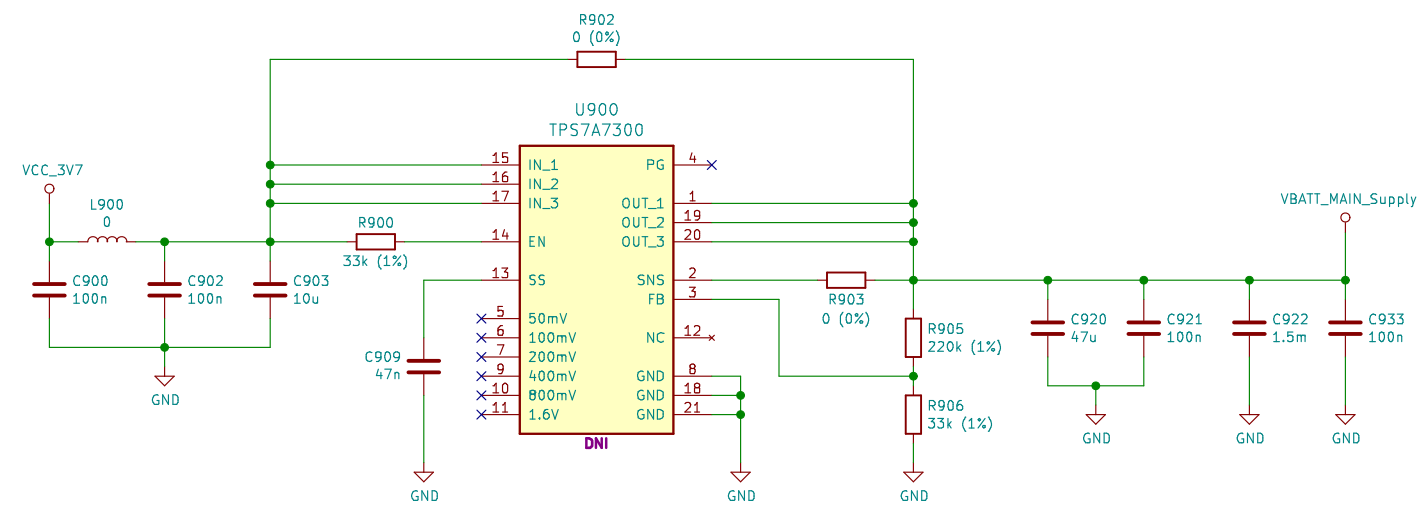 R902
0 (0%)
U900
TPS7A7300
VCC_3V7
L900
0
C900
100n
C902
100n
C903
10u
GND
R900
33k (1%)
C909
47n
GND
15 IN_1
16 IN_2
17 IN_3
14 EN
13 SS
5 50mV
6 100mV
7 200mV
9 400mV
10 800mV
11 1.6V
PG 4
OUT_1 1
OUT_2 19
OUT_3 20
SNS 2
FB 3
NC 12
GND 8
GND 18
GND 21
DNI
GND
R903
0 (0%)
R905
220k (1%)
R906
33k (1%)
GND
VBATT_MAIN_Supply
C920
47u
C921
100n
C922
1.5m
C933
100n
GND
GND
GND